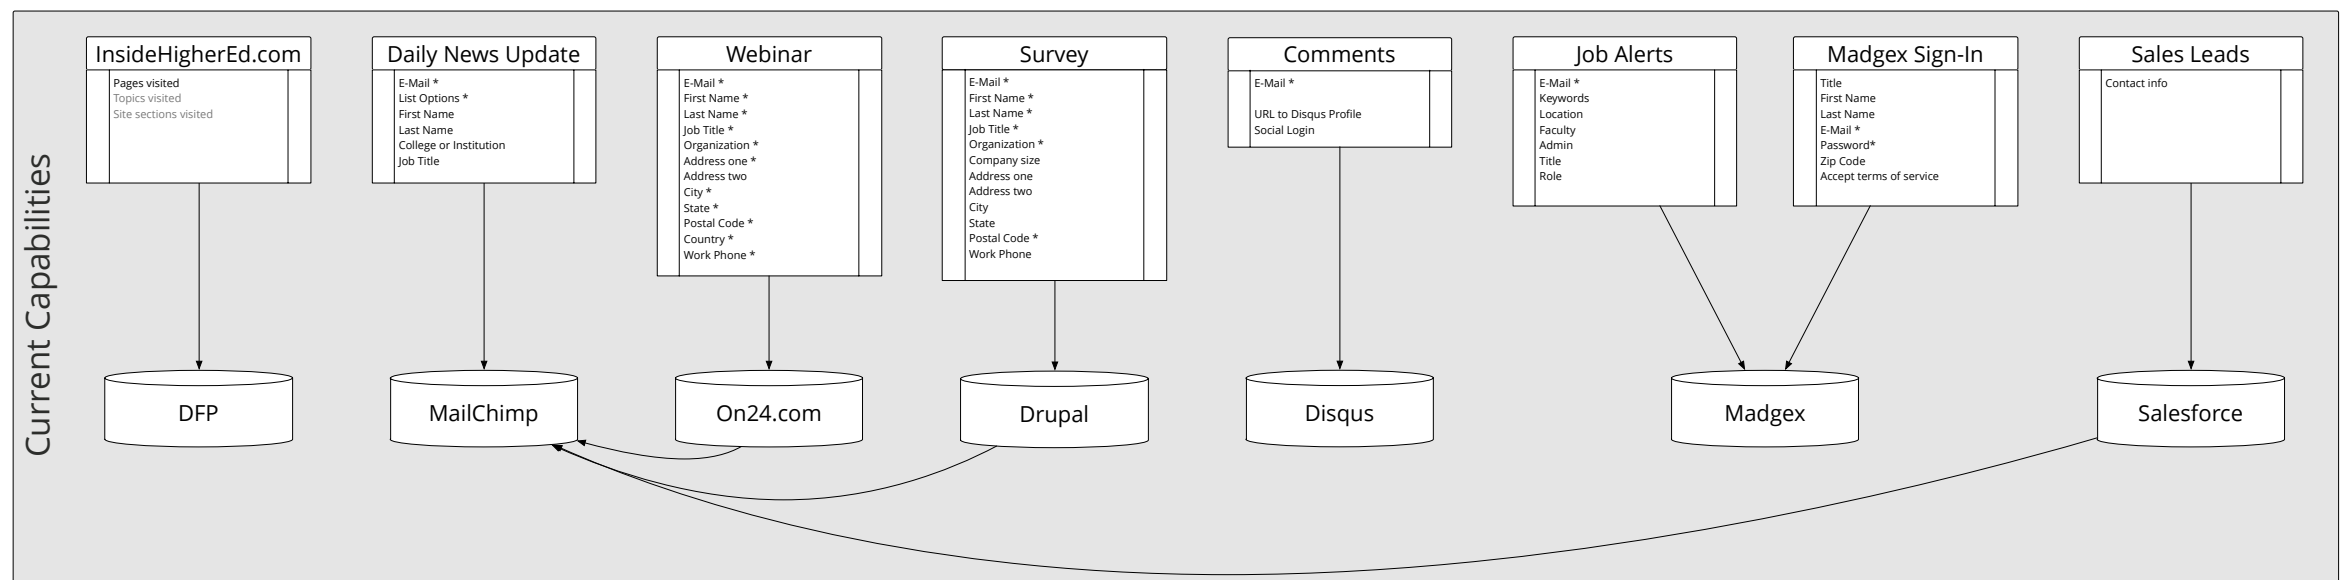 Current Capabilities
InsideHigherEd.com
Pages visited
Topics visited
Site sections visited
Daily News Update
E-Mail *
List Options *
First Name
Last Name
College or Institution
Job Title
Webinar
E-Mail *
First Name *
Last Name *
Job Title *
Organization *
Address one *
Address two
City *
State *
Postal Code *
Country *
Work Phone *
Survey
E-Mail *
First Name *
Last Name *
Job Title *
Organization *
Company size
Address one
Address two
City
State
Postal Code *
Work Phone
Comments
E-Mail *
URL to Disqus Profile
Social Login
Job Alerts
E-Mail *
Keywords
Location
Faculty
Admin
Title
Role
Madgex Sign-In
Title
First Name
Last Name
E-Mail *
Password*
Zip Code
Accept terms of service
Sales Leads
Contact info
DFP
MailChimp
On24.com
Drupal
Disqus
Madgex
Salesforce